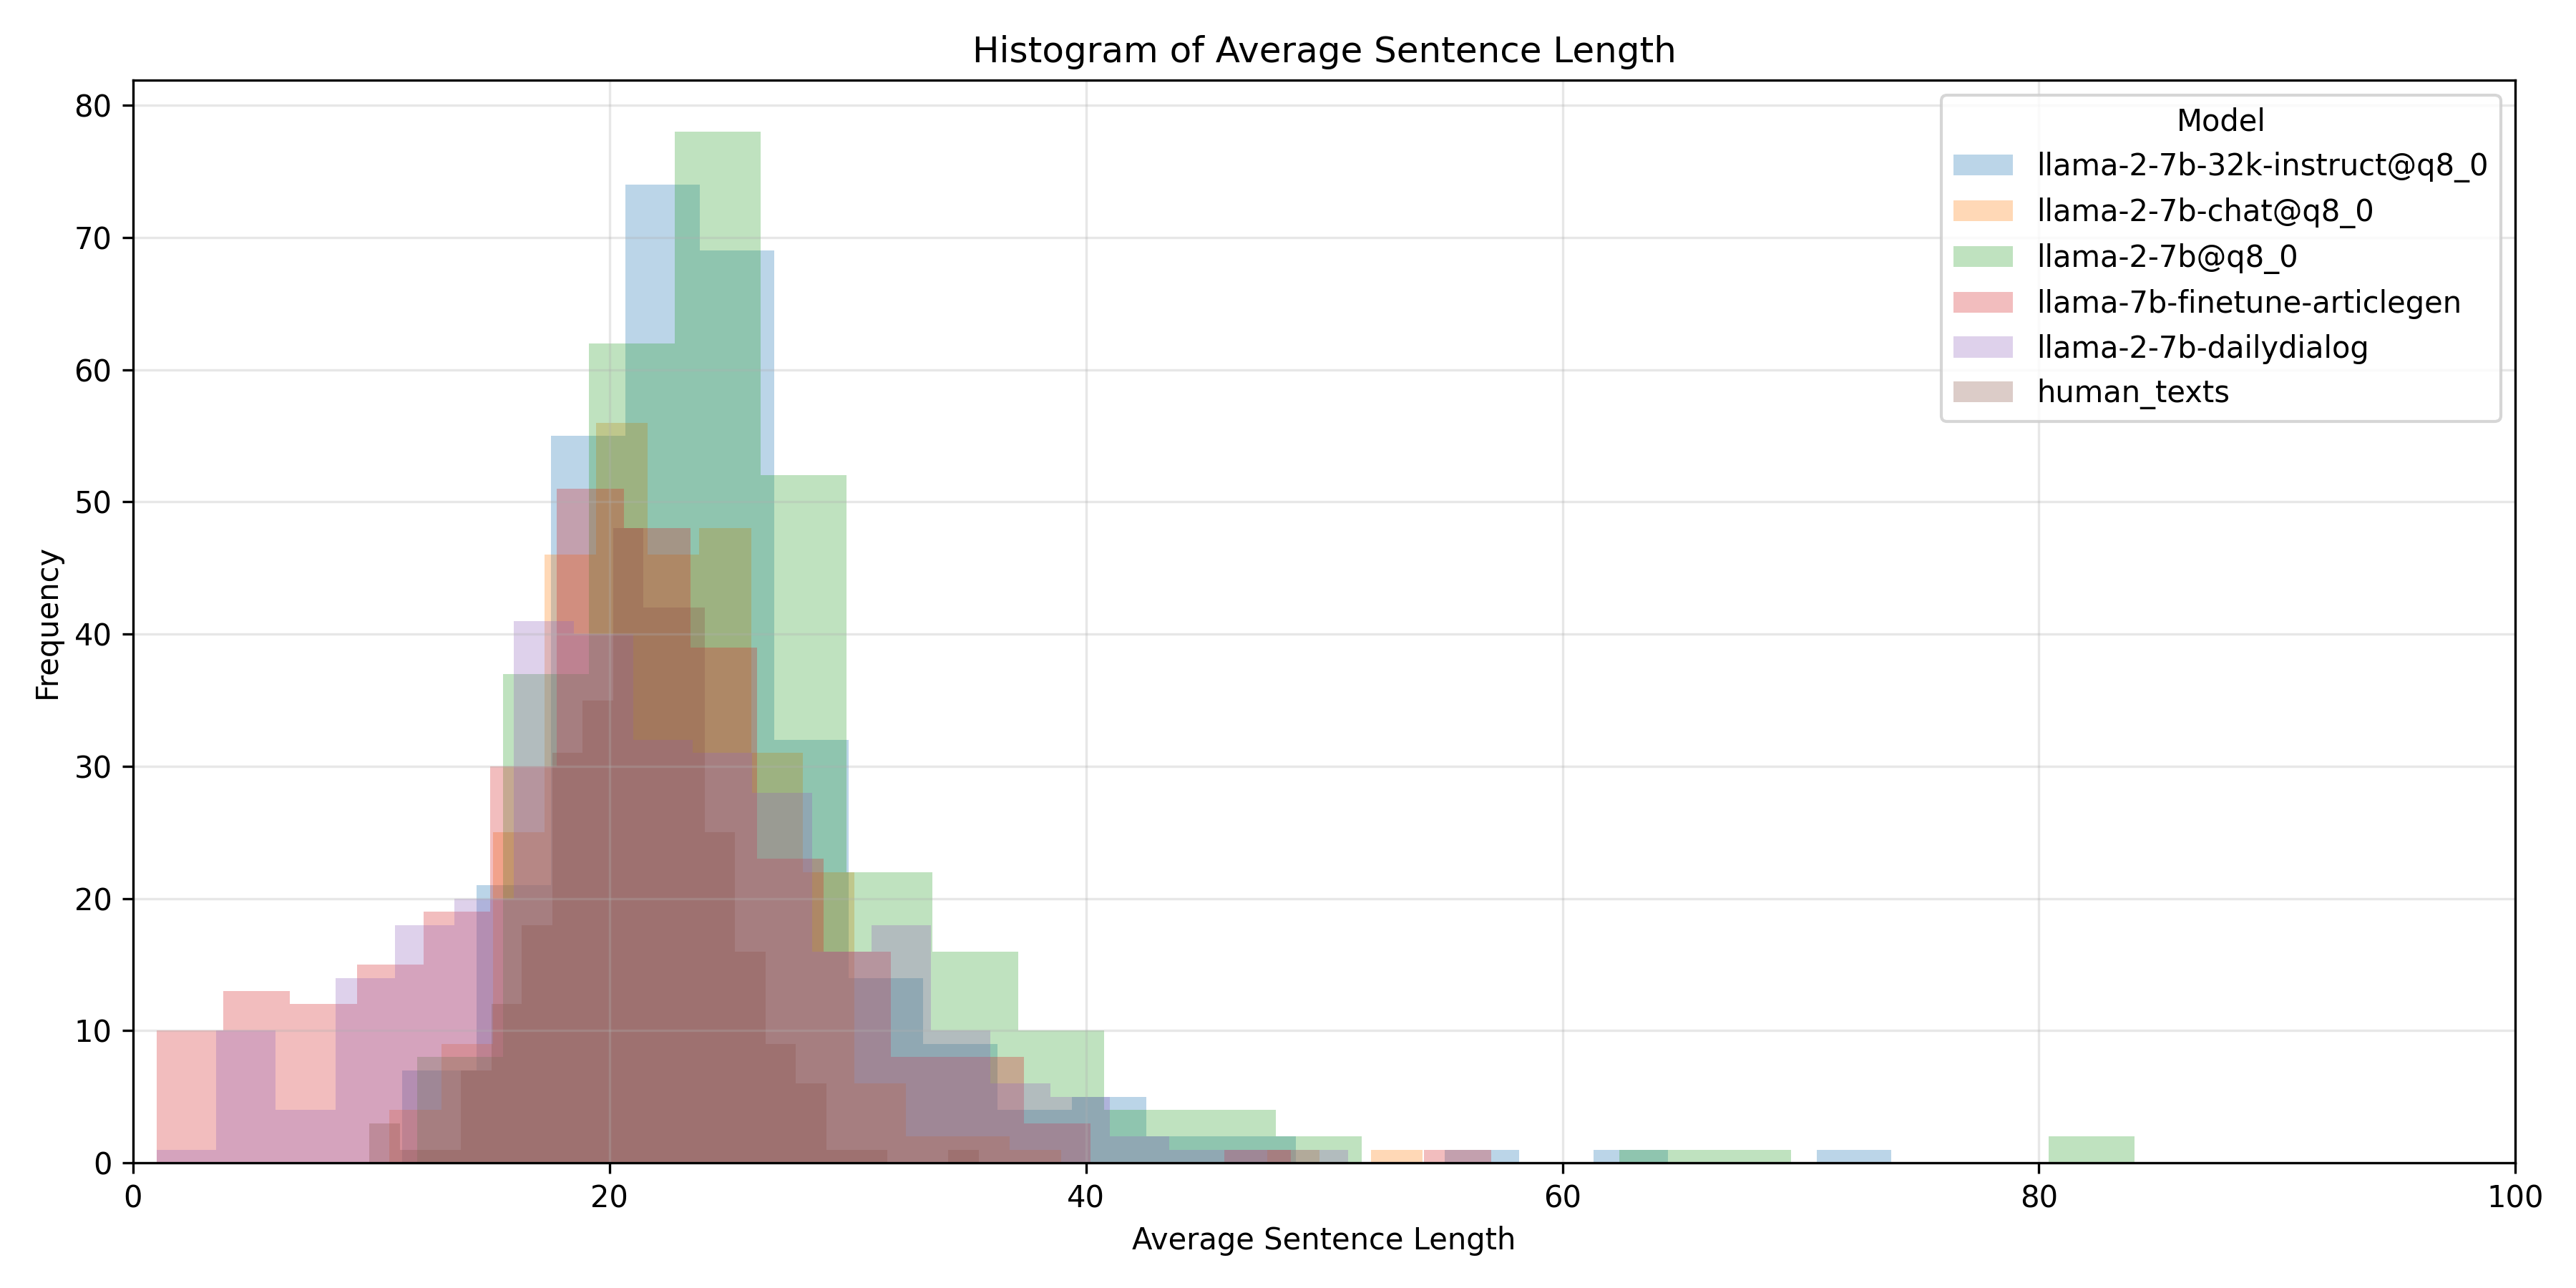 Histogram of Average Sentence Length
Model
llama-2-7b-32k-instruct@q8_0
llama-2-7b-chat@q8_0
llama-2-7b@q8_0
llama-7b-finetune-articlegen
llama-2-7b-dailydialog
human_texts
80
70
60
50
40
30
20
10
0
Frequency
0 20 40 60 80 100
Average Sentence Length